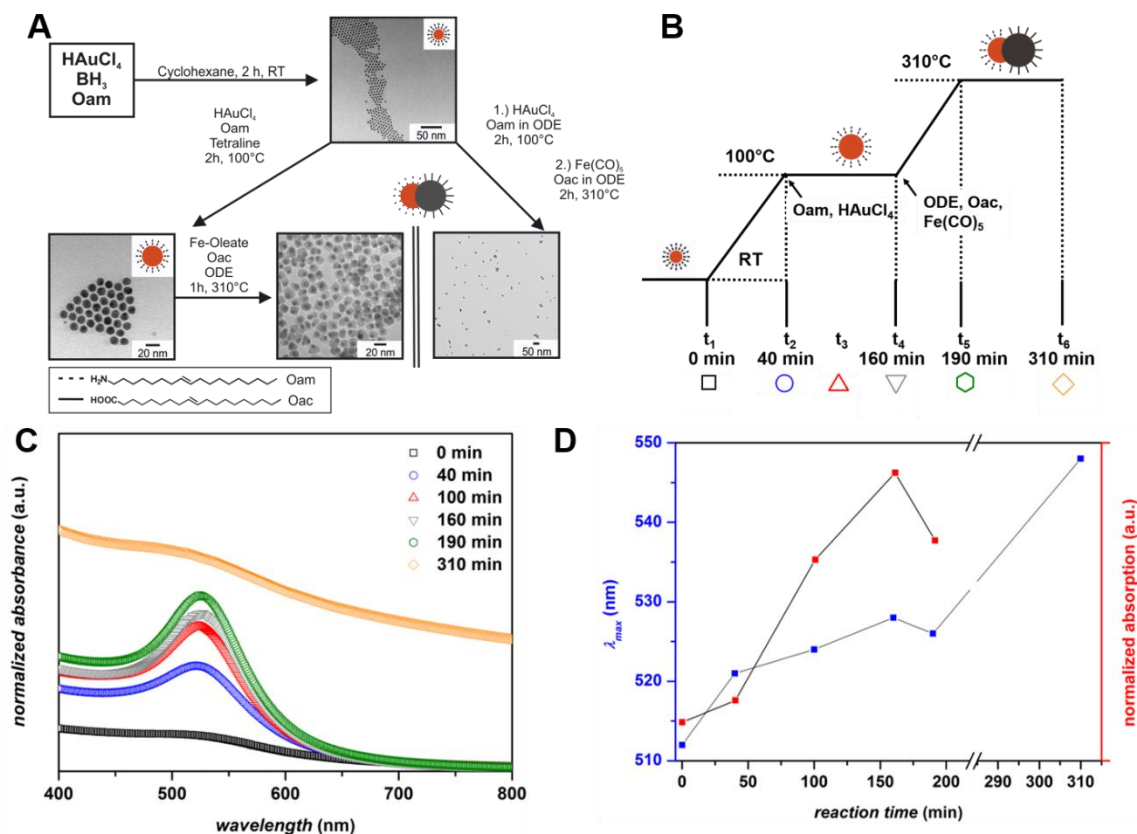 A
HAuCl₄
BH₃
Oam
Cyclohexane, 2 h, RT
50 nm
HAuCl₄
Oam
Tetraline
2h, 100°C
1.) HAuCl₄
Oam in ODE
2h, 100°C
2.) Fe(CO)₅
Oac in ODE
2h, 310°C
Fe-Oleate
Oac
ODE
1h, 310°C
20 nm
20 nm
50 nm
H₂N
Oam
HOOC
Oac
B
310°C
100°C
Oam, HAuCl₄
ODE, Oac,
Fe(CO)₅
RT
t₁ t₂ t₃ t₄ t₅ t₆
0 min 40 min 160 min 190 min 310 min
C
normalized absorbance (a.u.)
0 min
40 min
100 min
160 min
190 min
310 min
400 500 600 700 800
wavelength (nm)
D
550
540
530
520
510
λmax (nm)
normalized absorption (a.u.)
0 50 100 150 200 290 300 310
reaction time (min)